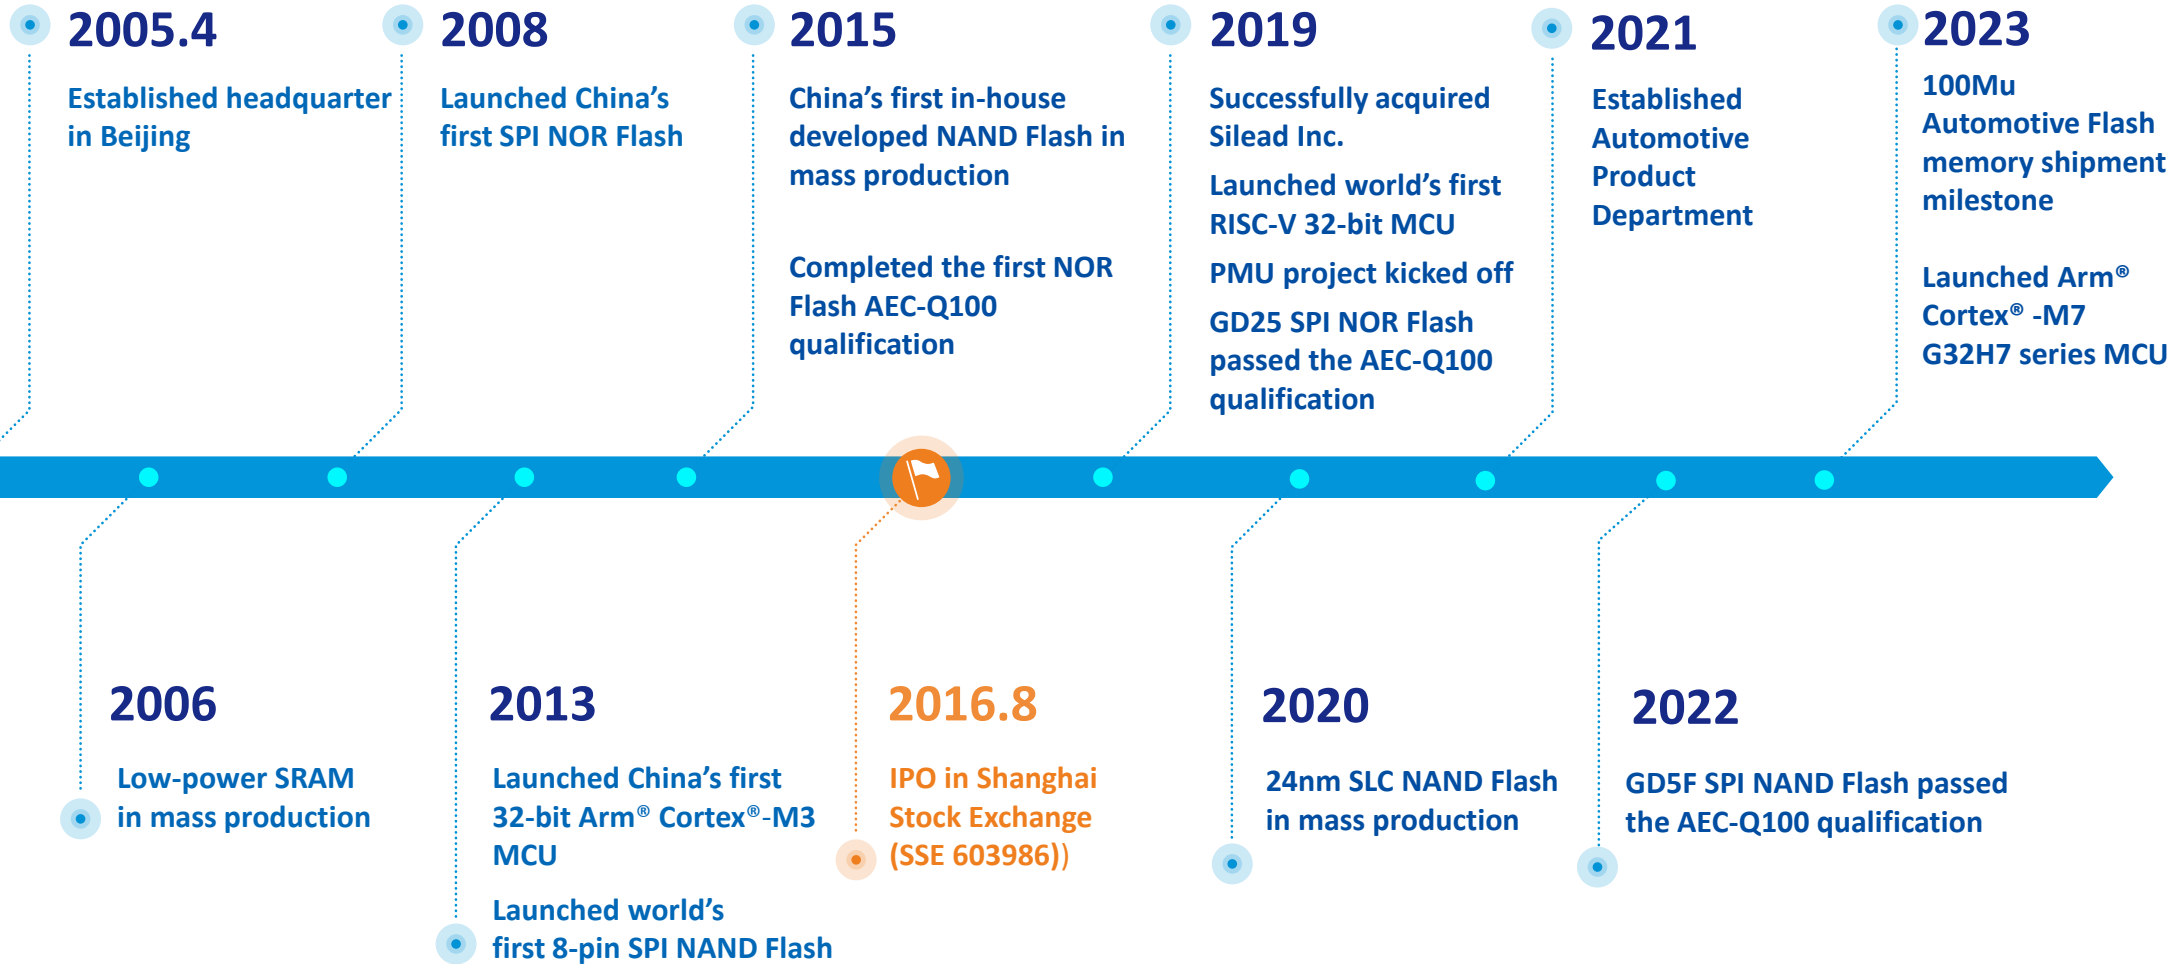 2005.4
Established headquarter
in Beijing
2008
Launched China’s
first SPI NOR Flash
2015
China’s first in-house
developed NAND Flash in
mass production
Completed the first NOR
Flash AEC-Q100
qualification
2019
Successfully acquired
Silead Inc.
Launched world’s first
RISC-V 32-bit MCU
PMU project kicked off
GD25 SPI NOR Flash
passed the AEC-Q100
qualification
2021
Established
Automotive
Product
Department
2023
100Mu
Automotive Flash
memory shipment
milestone
Launched Arm®
Cortex® -M7
G32H7 series MCU
2006
Low-power SRAM
in mass production
2013
Launched China’s first
32-bit Arm® Cortex®-M3
MCU
Launched world’s
first 8-pin SPI NAND Flash
2016.8
IPO in Shanghai
Stock Exchange
(SSE 603986))
2020
24nm SLC NAND Flash
in mass production
2022
GD5F SPI NAND Flash passed
the AEC-Q100 qualification